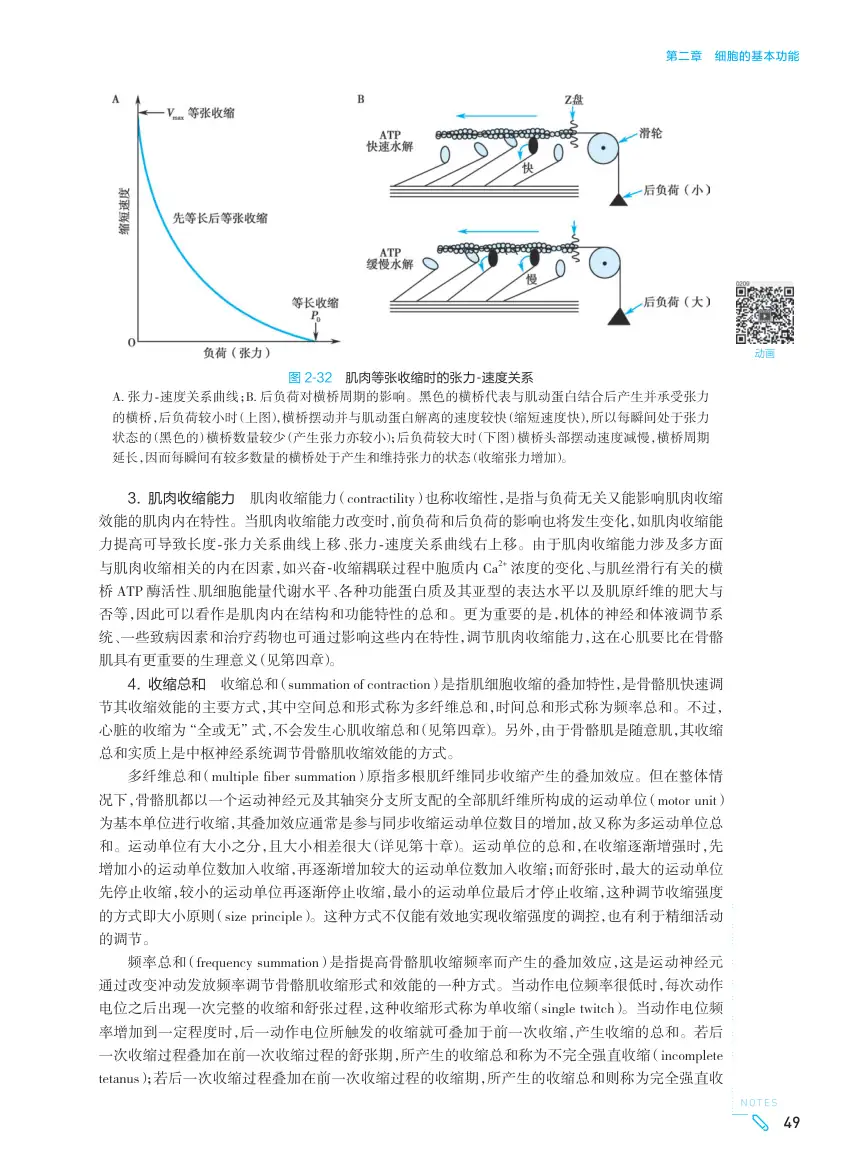 第二章 细胞的基本功能
A
Vmax 等张收缩
先等长后等张收缩
等长收缩
P₀
缩短速度
O
负荷（张力）
B
Z盘
ATP
快速水解
快
滑轮
后负荷（小）
ATP
缓慢水解
慢
后负荷（大）
0209
动画
图 2-32 肌肉等张收缩时的张力-速度关系
A. 张力-速度关系曲线；B. 后负荷对横桥周期的影响。黑色的横桥代表与肌动蛋白结合后产生并承受张力
的横桥，后负荷较小时（上图），横桥摆动并与肌动蛋白解离的速度较快（缩短速度快），所以每瞬间处于张力
状态的（黑色的）横桥数量较少（产生张力亦较小）；后负荷较大时（下图）横桥头部摆动速度减慢，横桥周期
延长，因而每瞬间有较多数量的横桥处于产生和维持张力的状态（收缩张力增加）。
3. 肌肉收缩能力 肌肉收缩能力（contractility）也称收缩性，是指与负荷无关又能影响肌肉收缩
效能的肌肉内在特性。当肌肉收缩能力改变时，前负荷和后负荷的影响也将发生变化，如肌肉收缩能
力提高可导致长度-张力关系曲线上移、张力-速度关系曲线右上移。由于肌肉收缩能力涉及多方面
与肌肉收缩相关的内在因素，如兴奋-收缩耦联过程中胞质内 Ca²⁺ 浓度的变化、与肌丝滑行有关的横
桥 ATP 酶活性、肌细胞能量代谢水平、各种功能蛋白质及其亚型的表达水平以及肌原纤维的肥大与
否等，因此可以看作是肌肉内在结构和功能特性的总和。更为重要的是，机体的神经和体液调节系
统、一些致病因素和治疗药物也可通过影响这些内在特性，调节肌肉收缩能力，这在心肌要比在骨骼
肌具有更重要的生理意义（见第四章）。
4. 收缩总和 收缩总和（summation of contraction）是指肌细胞收缩的叠加特性，是骨骼肌快速调
节其收缩效能的主要方式，其中空间总和形式称为多纤维总和，时间总和形式称为频率总和。不过，
心脏的收缩为“全或无”式，不会发生心肌收缩总和（见第四章）。另外，由于骨骼肌是随意肌，其收缩
总和实质上是中枢神经系统调节骨骼肌收缩效能的方式。
多纤维总和（multiple fiber summation）原指多根肌纤维同步收缩产生的叠加效应。但在整体情
况下，骨骼肌都以一个运动神经元及其轴突分支所支配的全部肌纤维所构成的运动单位（motor unit）
为基本单位进行收缩，其叠加效应通常是参与同步收缩运动单位数目的增加，故又称为多运动单位总
和。运动单位有大小之分，且大小相差很大（详见第十章）。运动单位的总和，在收缩逐渐增强时，先
增加小的运动单位数加入收缩，再逐渐增加较大的运动单位数加入收缩；而舒张时，最大的运动单位
先停止收缩，较小的运动单位再逐渐停止收缩，最小的运动单位最后才停止收缩，这种调节收缩强度
的方式即大小原则（size principle）。这种方式不仅能有效地实现收缩强度的调控，也有利于精细活动
的调节。
频率总和（frequency summation）是指提高骨骼肌收缩频率而产生的叠加效应，这是运动神经元
通过改变冲动发放频率调节骨骼肌收缩形式和效能的一种方式。当动作电位频率很低时，每次动作
电位之后出现一次完整的收缩和舒张过程，这种收缩形式称为单收缩（single twitch）。当动作电位频
率增加到一定程度时，后一动作电位所触发的收缩就可叠加于前一次收缩，产生收缩的总和。若后
一次收缩过程叠加在前一次收缩过程的舒张期，所产生的收缩总和称为不完全强直收缩（incomplete
tetanus）；若后一次收缩过程叠加在前一次收缩过程的收缩期，所产生的收缩总和则称为完全强直收
NOTES
49